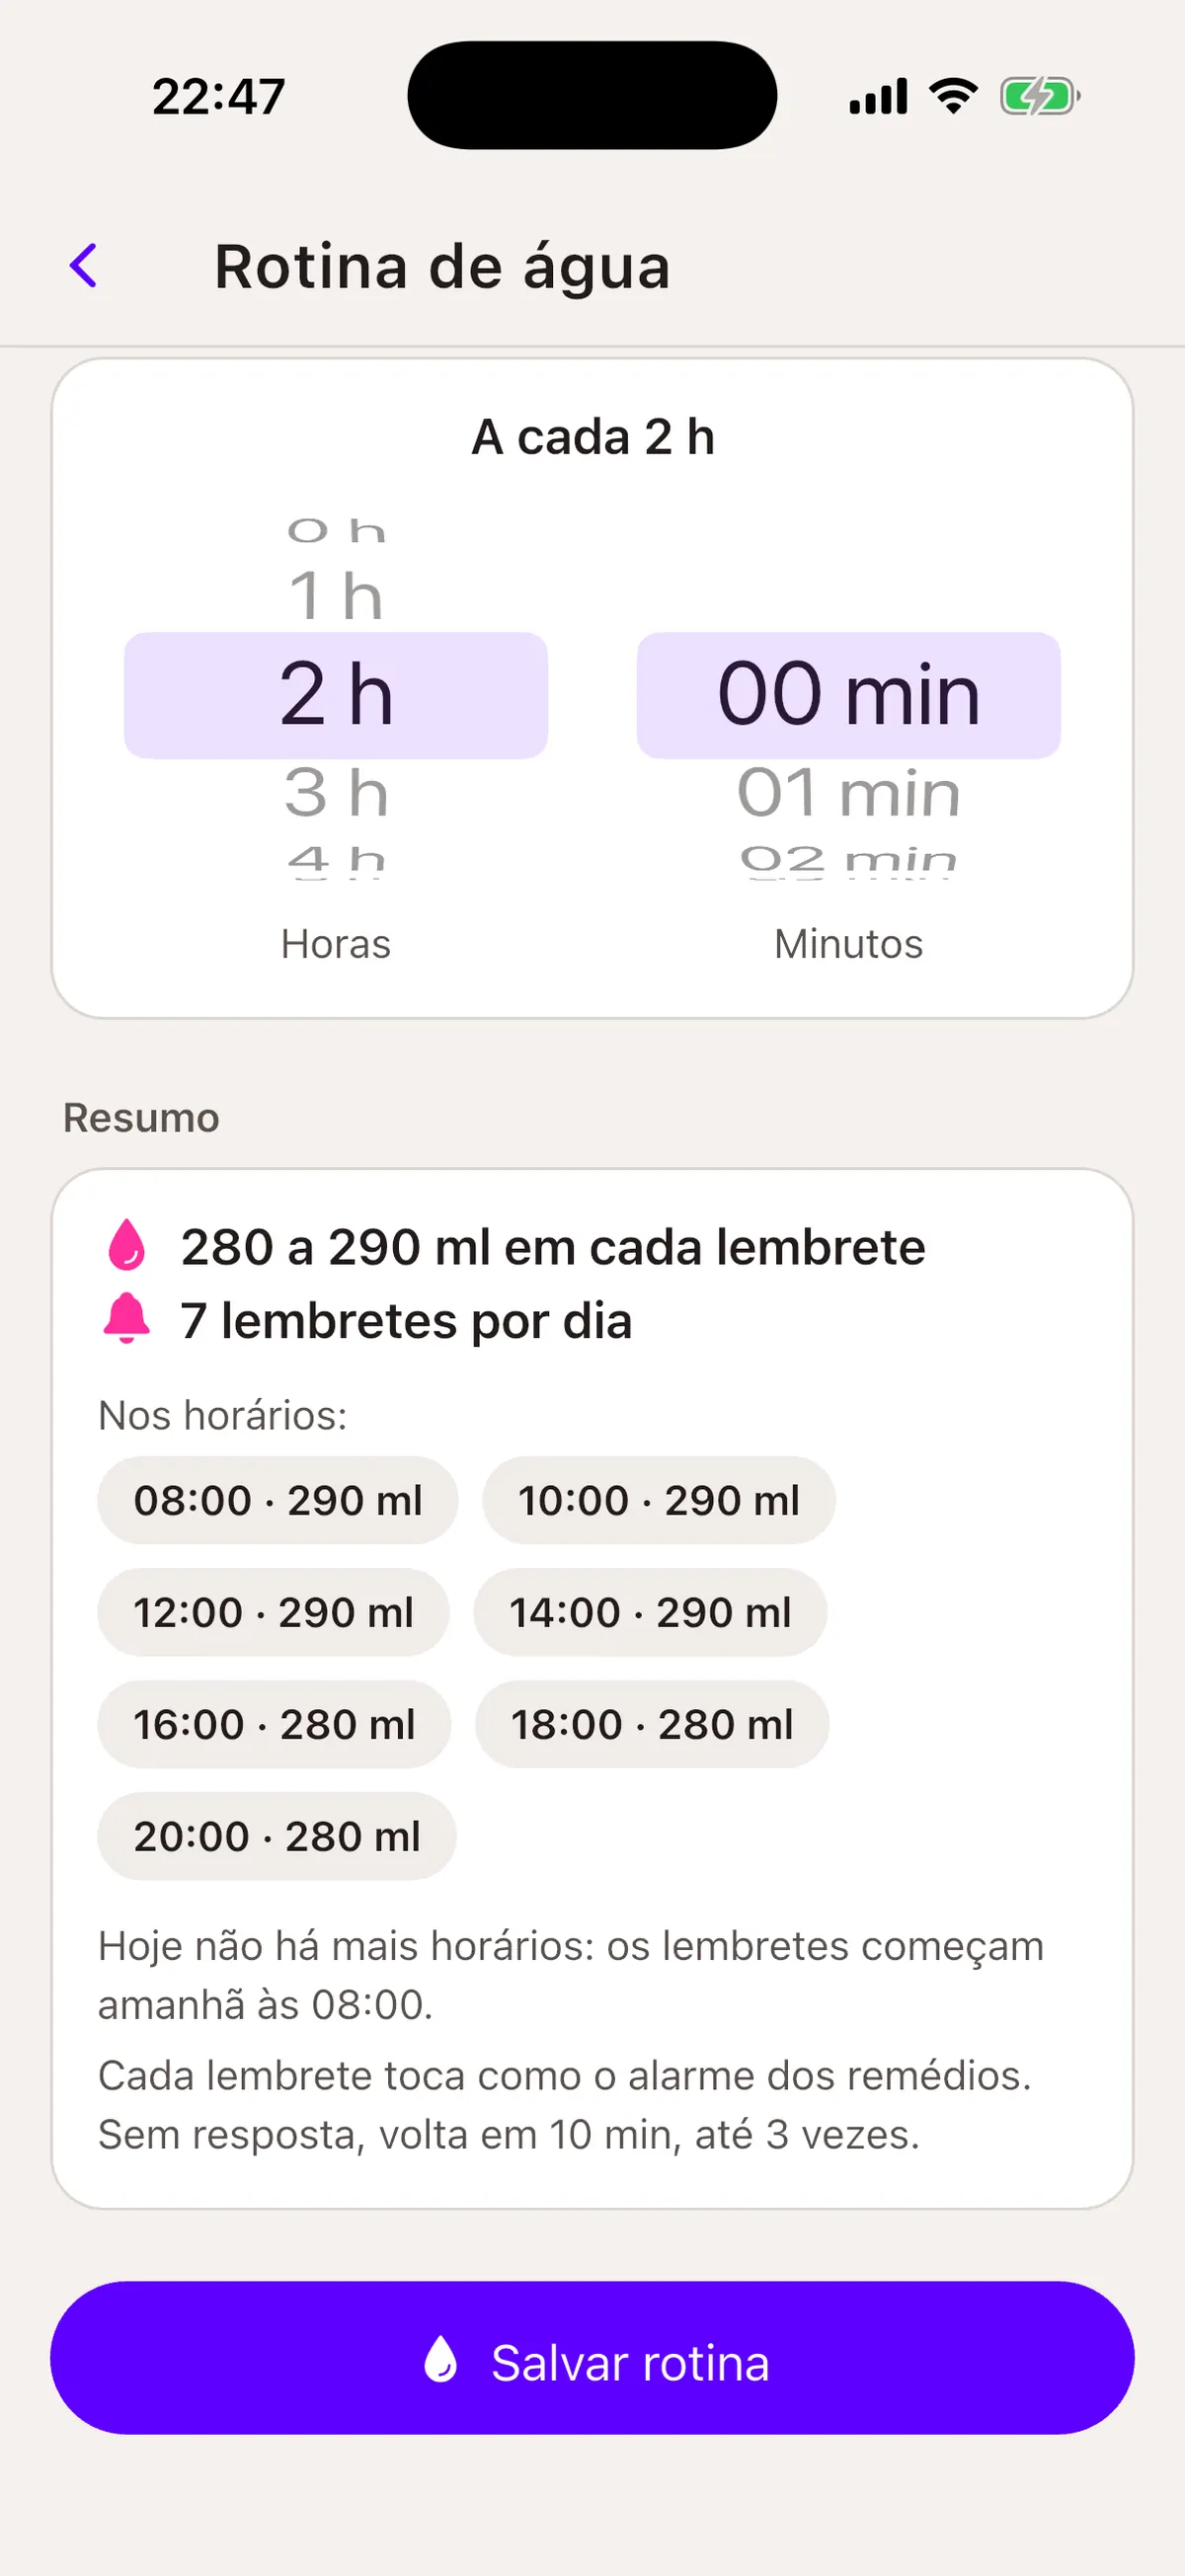 22:47
Rotina de água
A cada 2 h
0 h
1 h
2 h
00 min
3 h
01 min
4 h
02 min
Horas
Minutos
Resumo
280 a 290 ml em cada lembrete
7 lembretes por dia
Nos horários:
08:00 · 290 ml
10:00 · 290 ml
12:00 · 290 ml
14:00 · 290 ml
16:00 · 280 ml
18:00 · 280 ml
20:00 · 280 ml
Hoje não há mais horários: os lembretes começam
amanhã às 08:00.
Cada lembrete toca como o alarme dos remédios.
Sem resposta, volta em 10 min, até 3 vezes.
Salvar rotina